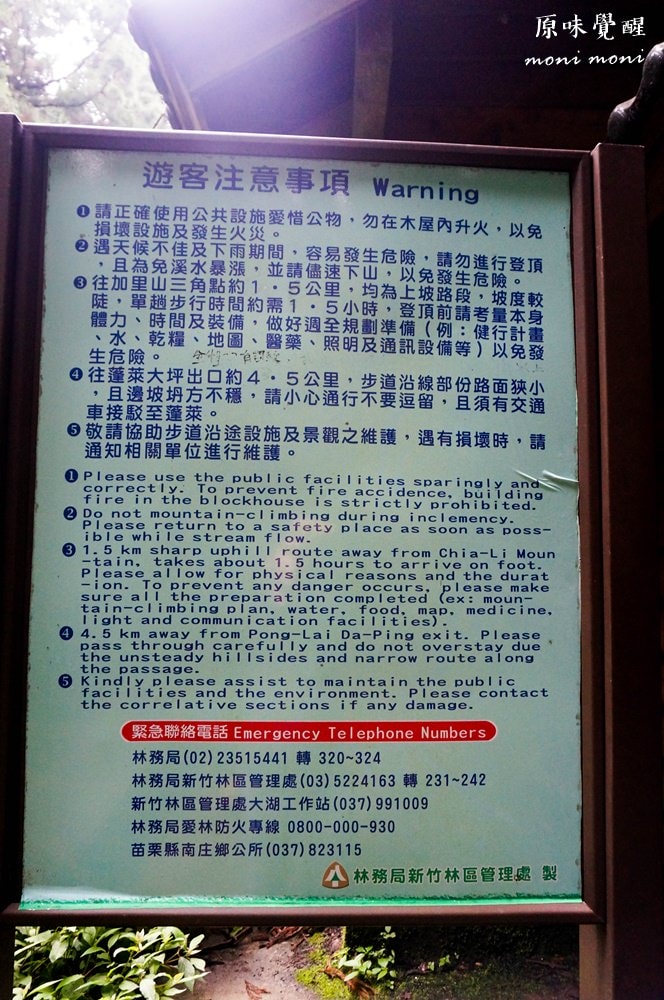 原味覺醒
moni moni
遊客注意事項 Warning
❶請正確使用公共設施愛惜公物，勿在木屋內升火，以免
損壞設施及發生火災。
❷遇天候不佳及下雨期間，容易發生危險，請勿進行登頂
，且為免溪水暴漲，並請儘速下山，以免發生危險。
❸往加里山三角點約１．５公里，均為上坡路段，坡度較
陡，單趟步行時間約需１．５小時，登頂前請考量本身
體力、時間及裝備，做好週全規劃準備（例：健行計畫
、水、乾糧、地圖、醫藥、照明及通訊設備等）以免發
生危險。
❹往蓬萊大坪出口約４．５公里，步道沿線部份路面狹小
，且邊坡坍方不穩，請小心通行不要逗留，且須有交通
車接駁至蓬萊。
❺敬請協助步道沿途設施及景觀之維護，遇有損壞時，請
通知相關單位進行維護。
❶Please use the public facilities sparingly and
correctly. To prevent fire accidence, building
fire in the blockhouse is strictly prohibited.
❷Do not mountain-climbing during inclemency.
Please return to a safety place as soon as poss-
ible while stream flow.
❸1.5 km sharp uphill route away from Chia-Li Moun
-tain, takes about 1.5 hours to arrive on foot.
Please allow for physical reasons and the durat
-ion. To prevent any danger occurs, please make
sure all the preparation completed (ex: moun-
tain-climbing plan, water, food, map, medicine,
light and communication facilities).
❹4.5 km away from Pong-Lai Da-Ping exit. Please
pass through carefully and do not overstay due
the unsteady hillsides and narrow route along
the passage.
❺Kindly please assist to maintain the public
facilities and the environment. Please contact
the correlative sections if any damage.
緊急聯絡電話 Emergency Telephone Numbers
林務局(02)23515441 轉 320~324
林務局新竹林區管理處(03)5224163 轉 231~242
新竹林區管理處大湖工作站(037)991009
林務局愛林防火專線 0800-000-930
苗栗縣南庄鄉公所(037)823115
林務局新竹林區管理處 製